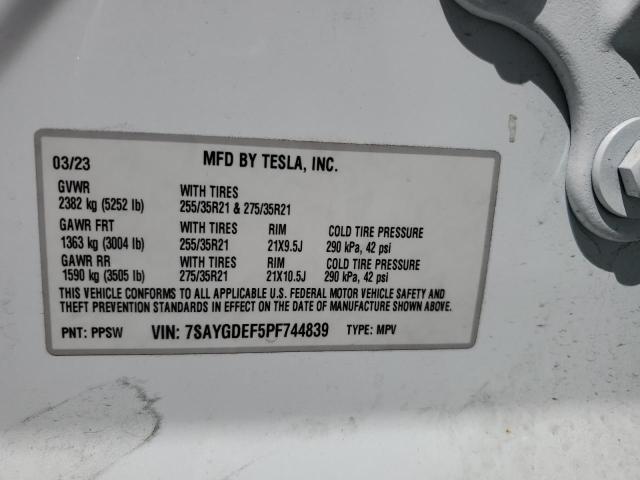 03/23 MFD BY TESLA, INC.
GVWR WITH TIRES
2382 kg (5252 lb) 255/35R21 & 275/35R21
GAWR FRT WITH TIRES RIM COLD TIRE PRESSURE
1363 kg (3004 lb) 255/35R21 21X9.5J 290 kPa, 42 psi
GAWR RR WITH TIRES RIM COLD TIRE PRESSURE
1590 kg (3505 lb) 275/35R21 21X10.5J 290 kPa, 42 psi
THIS VEHICLE CONFORMS TO ALL APPLICABLE U.S. FEDERAL MOTOR VEHICLE SAFETY AND
THEFT PREVENTION STANDARDS IN EFFECT ON THE DATE OF MANUFACTURE SHOWN ABOVE.
PNT: PPSW VIN: 7SAYGDEF5PF744839 TYPE: MPV